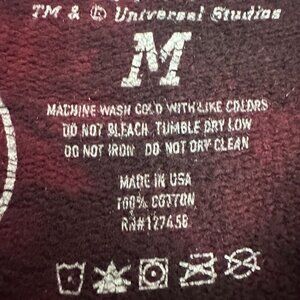 TM & © Universal Studios
M
MACHINE WASH COLD WITH LIKE COLORS
DO NOT BLEACH TUMBLE DRY LOW
DO NOT IRON DO NOT DRY CLEAN
MADE IN USA
100% COTTON
RN#127458